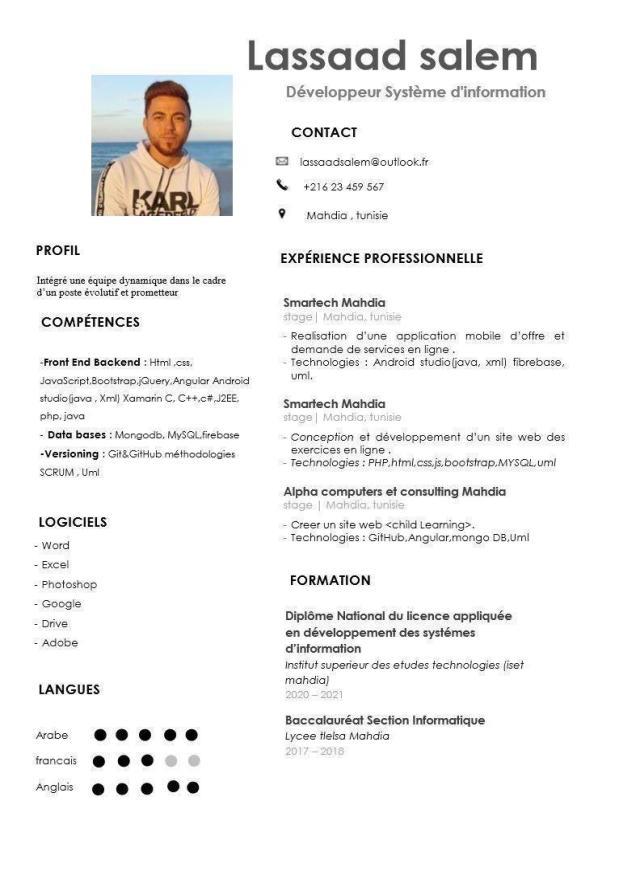 Lassaad salem
Développeur Système d'information
KARL
LAGERFELD
CONTACT
lassaadsalem@outlook.fr
+216 23 459 567
Mahdia , tunisie
PROFIL
Intégré une équipe dynamique dans le cadre
d’un poste évolutif et prometteur
COMPÉTENCES
-Front End Backend : Html ,css,
JavaScript,Bootstrap,jQuery,Angular Android
studio(java , Xml) Xamarin C, C++,c#,J2EE,
php, java
- Data bases : Mongodb, MySQL,firebase
-Versioning : Git&GitHub méthodologies
SCRUM , Uml
LOGICIELS
- Word
- Excel
- Photoshop
- Google
- Drive
- Adobe
LANGUES
Arabe
francais
Anglais
EXPÉRIENCE PROFESSIONNELLE
Smartech Mahdia
stage| Mahdia, tunisie
- Realisation d’une application mobile d’offre et
demande de services en ligne .
- Technologies : Android studio(java, xml) fibrebase,
uml.
Smartech Mahdia
stage| Mahdia, tunisie
- Conception et développement d’un site web des
exercices en ligne .
- Technologies : PHP,html,css,js,bootstrap,MYSQL,uml
Alpha computers et consulting Mahdia
stage | Mahdia, tunisie
- Creer un site web <child Learning>.
- Technologies : GitHub,Angular,mongo DB,Uml
FORMATION
Diplôme National du licence appliquée
en développement des systémes
d’information
Institut superieur des etudes technologies (iset
mahdia)
2020 – 2021
Baccalauréat Section Informatique
Lycee tlelsa Mahdia
2017 – 2018